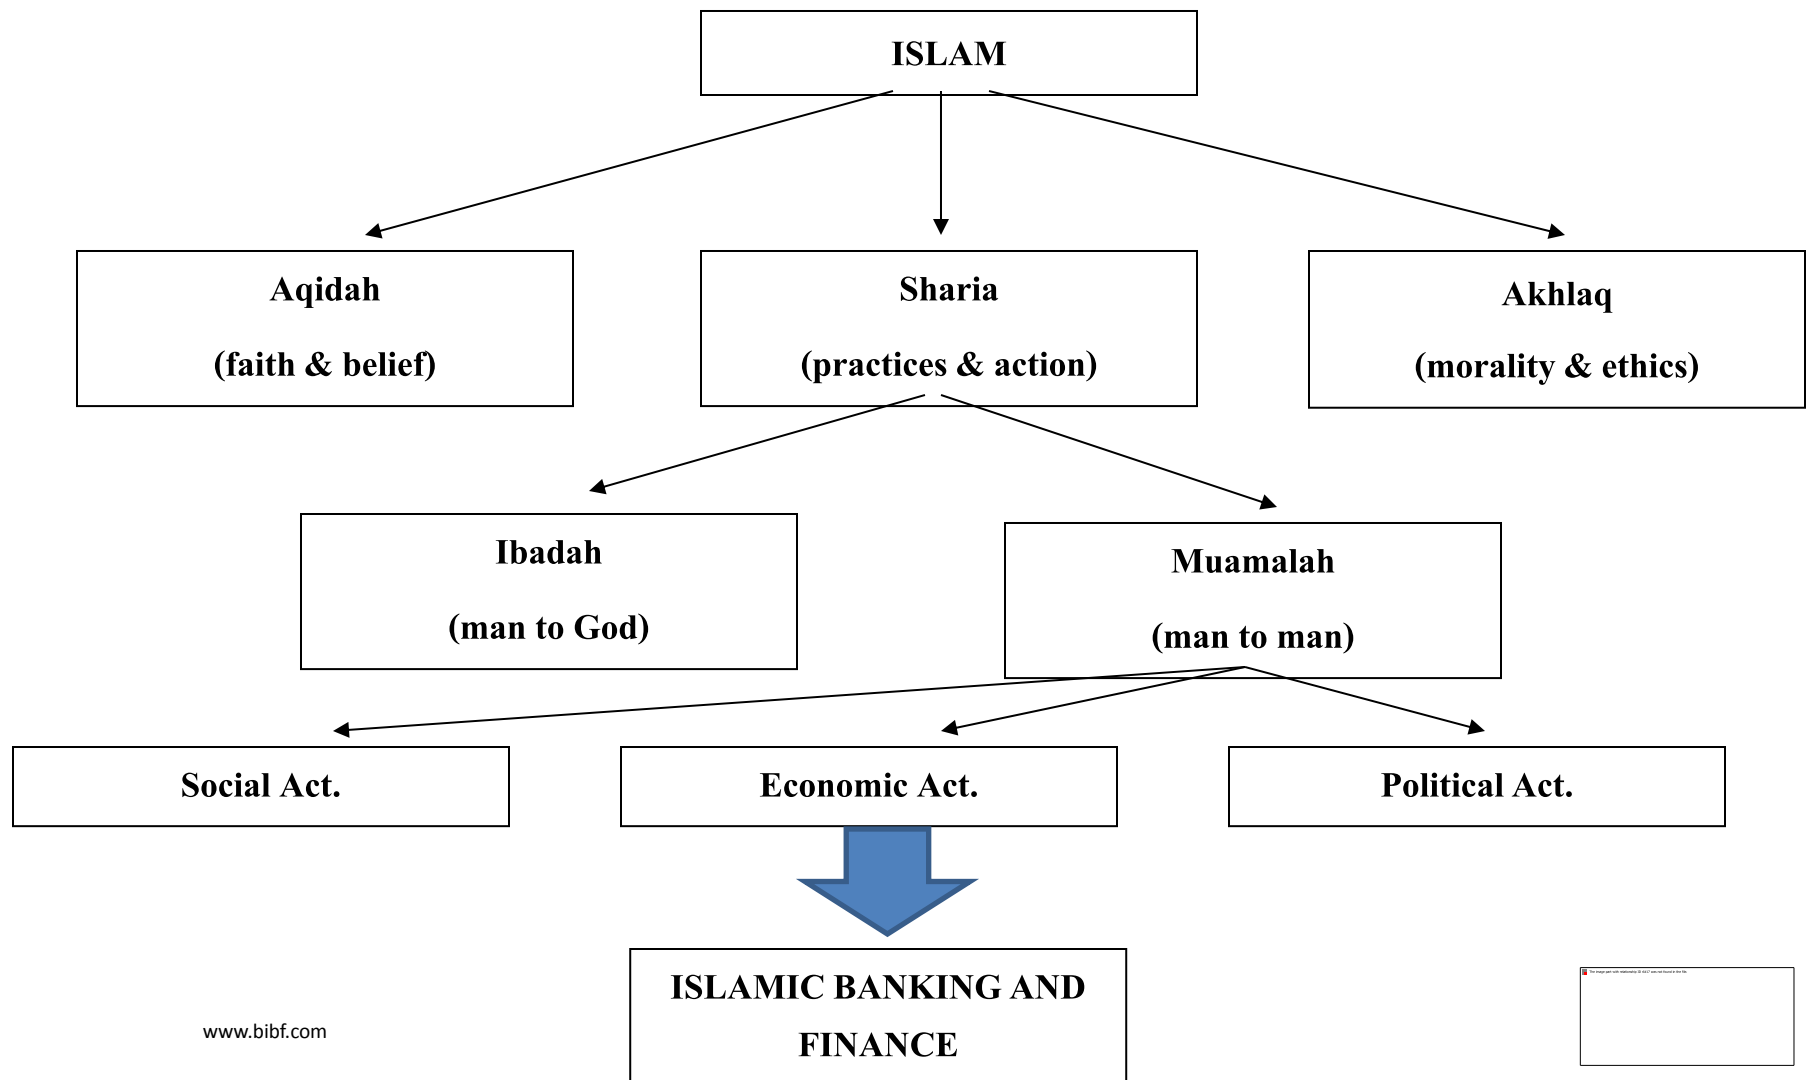 ISLAM
Aqidah
(faith & belief)
Sharia
(practices & action)
Akhlaq
(morality & ethics)
Ibadah
(man to God)
Muamalah
(man to man)
Social Act.
Economic Act.
Political Act.
ISLAMIC BANKING AND
FINANCE
www.bibf.com